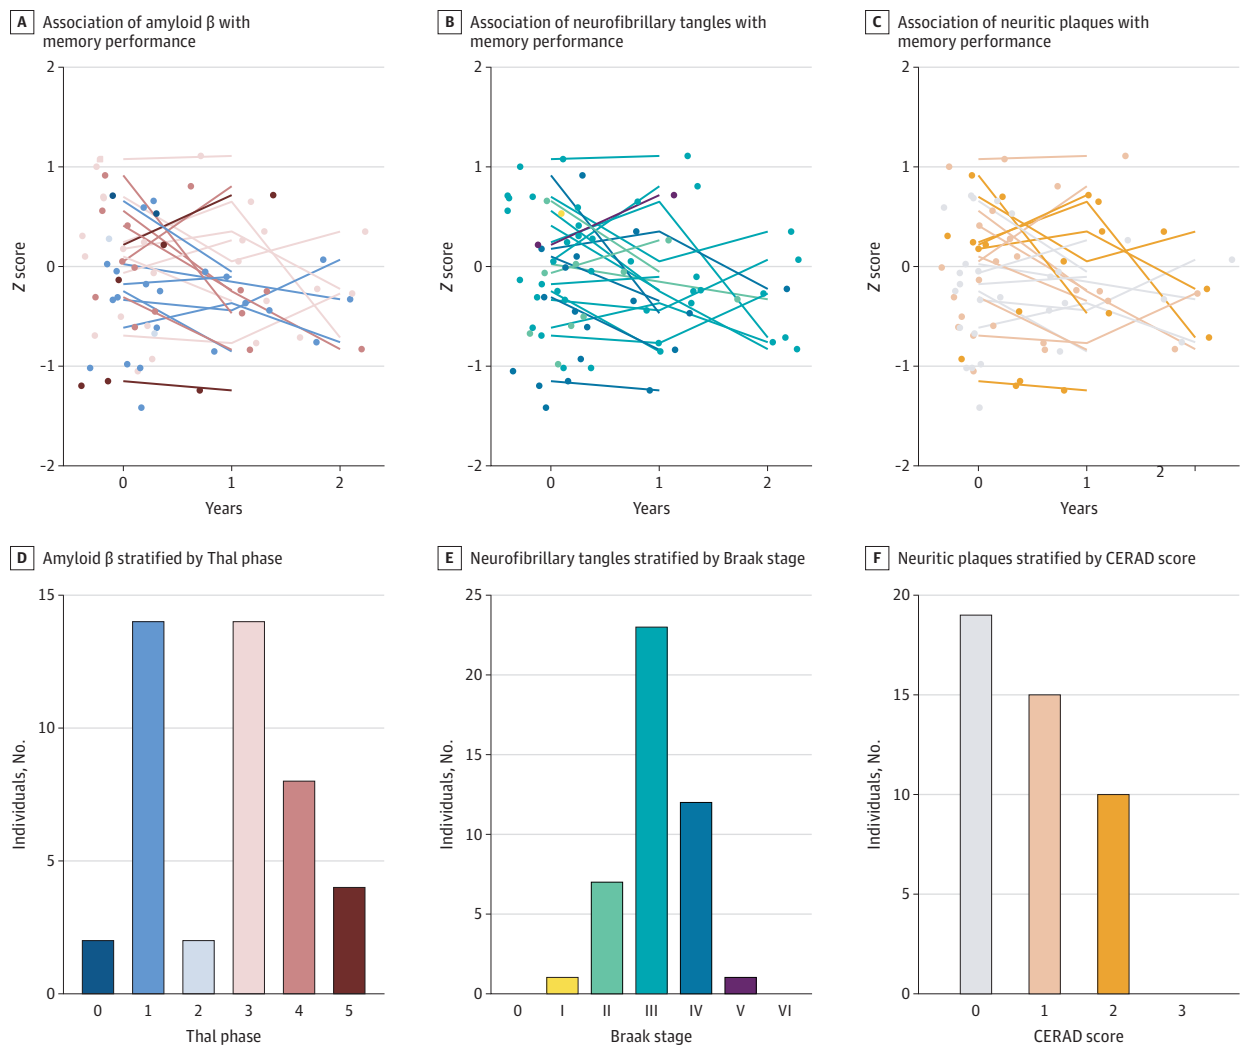 A Association of amyloid β with
memory performance
2
1
0
–1
–2
Z score
0 1 2
Years
B Association of neurofibrillary tangles with
memory performance
2
1
0
–1
–2
Z score
0 1 2
Years
C Association of neuritic plaques with
memory performance
2
1
0
–1
–2
Z score
0 1 2
Years
D Amyloid β stratified by Thal phase
15
10
5
0
Individuals, No.
0 1 2 3 4 5
Thal phase
E Neurofibrillary tangles stratified by Braak stage
25
20
15
10
5
0
Individuals, No.
0 I II III IV V VI
Braak stage
F Neuritic plaques stratified by CERAD score
20
15
10
5
0
Individuals, No.
0 1 2 3
CERAD score